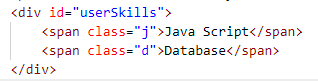 <div id="userSkills">
    <span class="j">Java Script</span>
    <span class="d">Database</span>
</div>